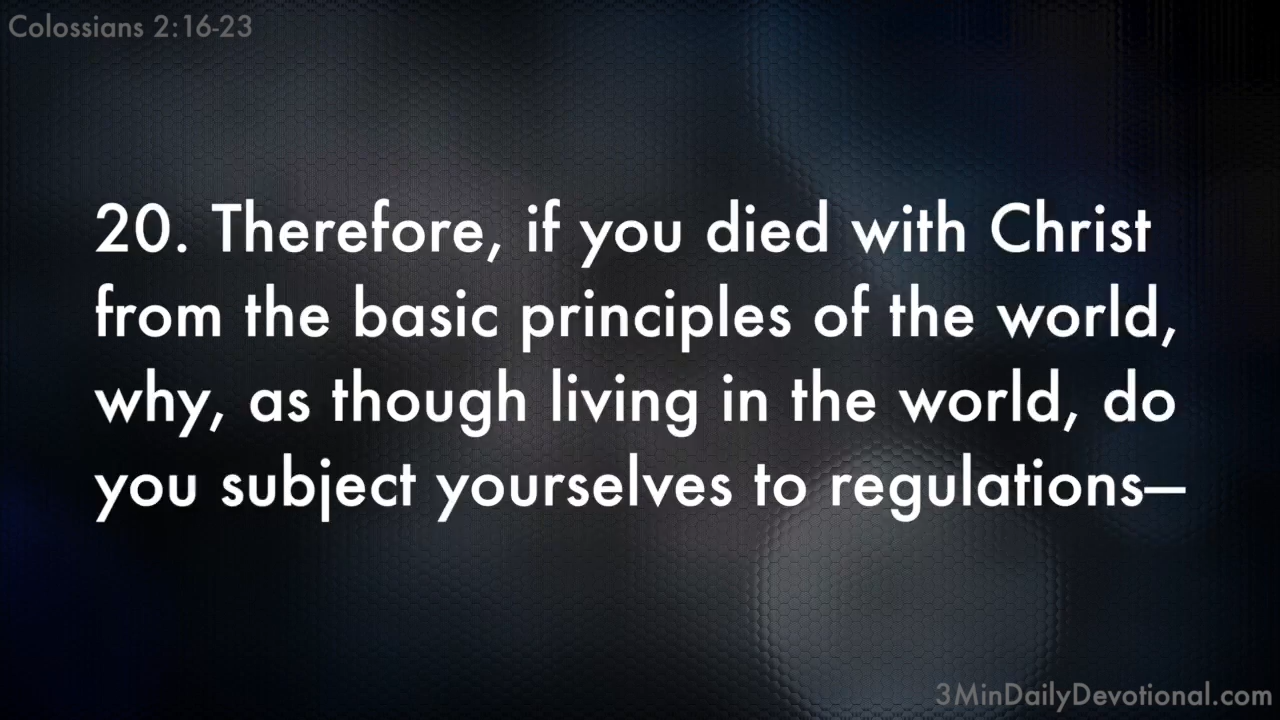 Colossians 2:16-23
20. Therefore, if you died with Christ
from the basic principles of the world,
why, as though living in the world, do
you subject yourselves to regulations—
3MinDailyDevotional.com